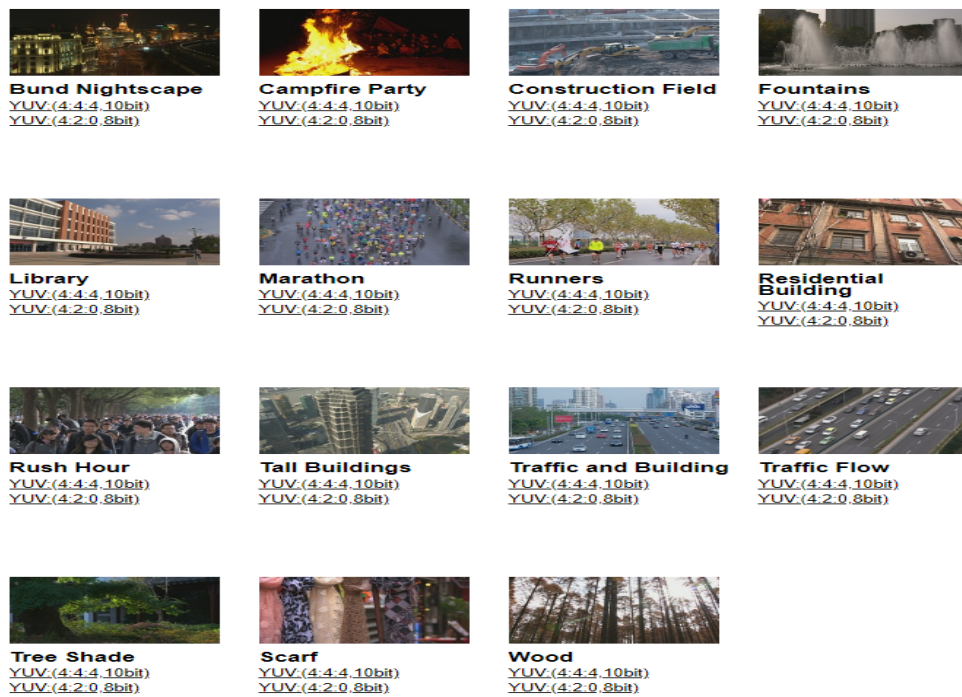 Bund Nightscape
YUV:(4:4:4,10bit)
YUV:(4:2:0,8bit)
Campfire Party
YUV:(4:4:4,10bit)
YUV:(4:2:0,8bit)
Construction Field
YUV:(4:4:4,10bit)
YUV:(4:2:0,8bit)
Fountains
YUV:(4:4:4,10bit)
YUV:(4:2:0,8bit)
Library
YUV:(4:4:4,10bit)
YUV:(4:2:0,8bit)
Marathon
YUV:(4:4:4,10bit)
YUV:(4:2:0,8bit)
Runners
YUV:(4:4:4,10bit)
YUV:(4:2:0,8bit)
Residential
Building
YUV:(4:4:4,10bit)
YUV:(4:2:0,8bit)
Rush Hour
YUV:(4:4:4,10bit)
YUV:(4:2:0,8bit)
Tall Buildings
YUV:(4:4:4,10bit)
YUV:(4:2:0,8bit)
Traffic and Building
YUV:(4:4:4,10bit)
YUV:(4:2:0,8bit)
Traffic Flow
YUV:(4:4:4,10bit)
YUV:(4:2:0,8bit)
Tree Shade
YUV:(4:4:4,10bit)
YUV:(4:2:0,8bit)
Scarf
YUV:(4:4:4,10bit)
YUV:(4:2:0,8bit)
Wood
YUV:(4:4:4,10bit)
YUV:(4:2:0,8bit)